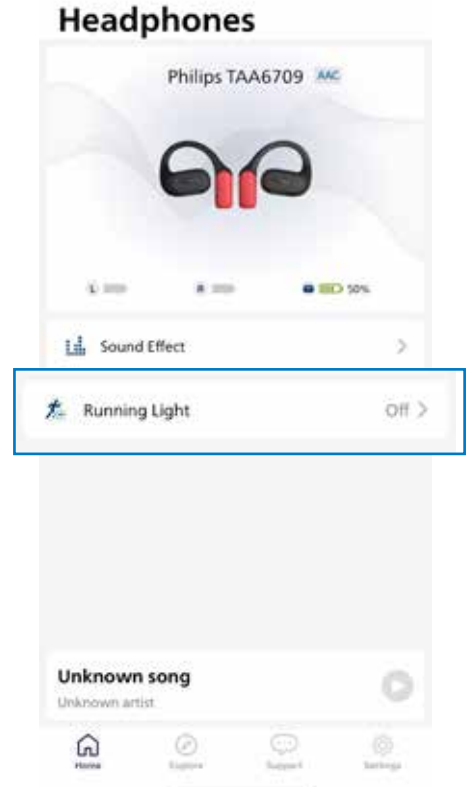 Headphones
Philips TAA6709 AAC
L R 50%
Sound Effect
Running Light Off
Unknown song
Unknown artist
Home Explore Support Settings